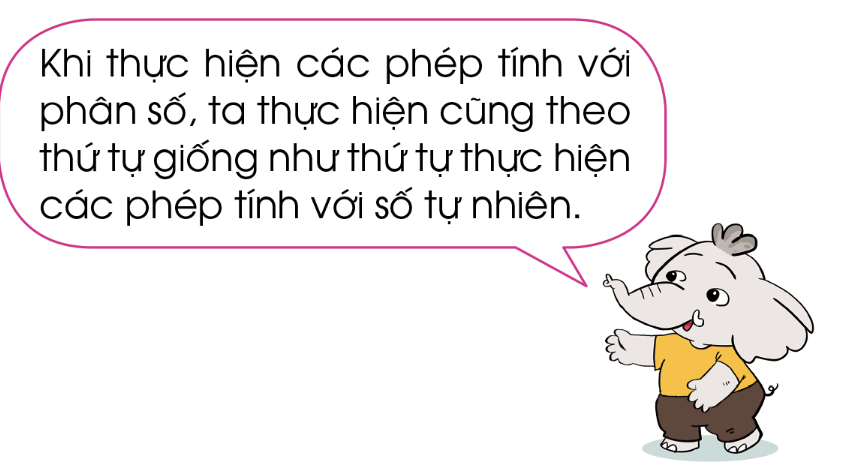 Khi thực hiện các phép tính với
phân số, ta thực hiện cũng theo
thứ tự giống như thứ tự thực hiện
các phép tính với số tự nhiên.